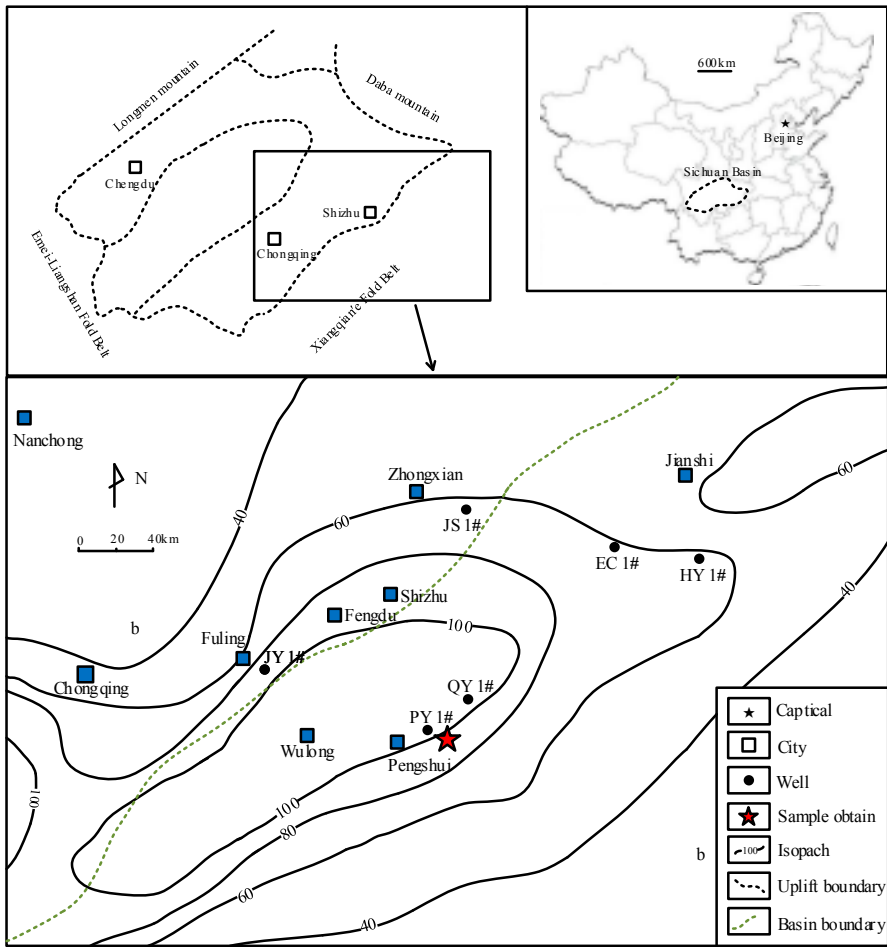 Longmen mountain
Daba mountain
Chengdu
Shizhu
Chongqing
Emei-Liangshan Fold Belt
Xiangqian'e Fold Belt
600km
Beijing
Sichuan Basin
Nanchong
N
0 20 40km
40
60
Zhongxian
JS 1#
Jianshi
60
EC 1#
HY 1#
40
Shizhu
Fengdu
100
b
Fuling
JY 1#
Chongqing
QY 1#
PY 1#
Wulong
Pengshui
100
100
80
60
40
b
Captical
City
Well
Sample obtain
100
Isopach
Uplift boundary
Basin boundary